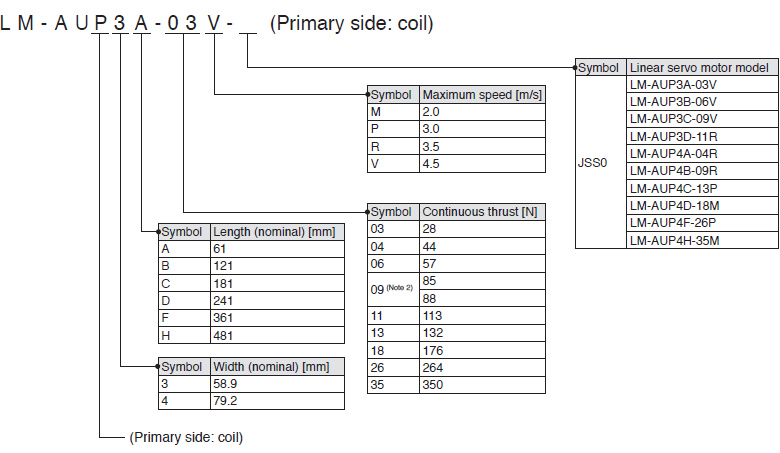 LM-AUP3A-03V-_ (Primary side: coil)
Symbol Linear servo motor model
JSS0
LM-AUP3A-03V
LM-AUP3B-06V
LM-AUP3C-09V
LM-AUP3D-11R
LM-AUP4A-04R
LM-AUP4B-09R
LM-AUP4C-13P
LM-AUP4D-18M
LM-AUP4F-26P
LM-AUP4H-35M
Symbol Maximum speed [m/s]
M 2.0
P 3.0
R 3.5
V 4.5
Symbol Continuous thrust [N]
03 28
04 44
06 57
09 (Note 2) 85
88
11 113
13 132
18 176
26 264
35 350
Symbol Length (nominal) [mm]
A 61
B 121
C 181
D 241
F 361
H 481
Symbol Width (nominal) [mm]
3 58.9
4 79.2
(Primary side: coil)